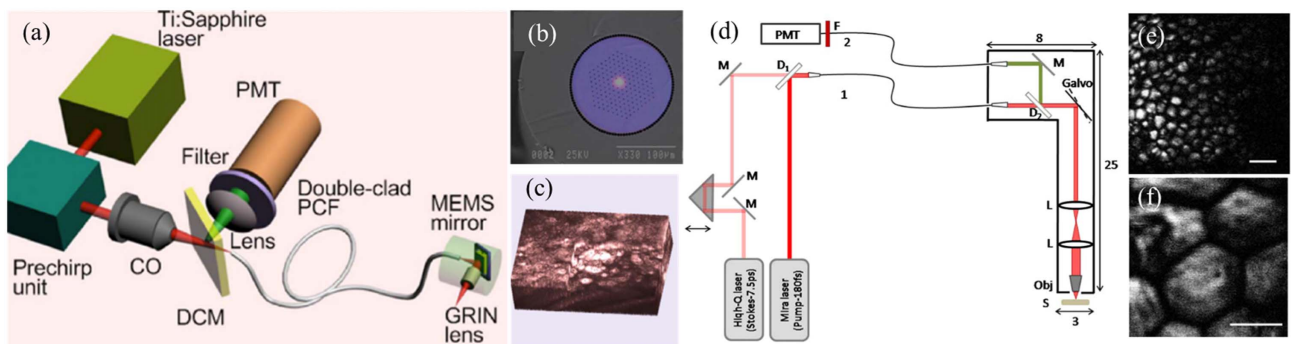 (a)
Ti:Sapphire
laser
PMT
Filter
Double-clad
PCF
MEMS
mirror
Lens
Prechirp
unit
CO
DCM
GRIN
lens
(b)
0002 25KV X330 100µm
(c)
(d)
PMT
F
2
M
D1
1
M
M
High-Q laser
(Stokes-7.5ps)
Mira laser
(Pump-180fs)
8
M
Galvo
D2
25
L
L
Obj
S
3
(e)
(f)